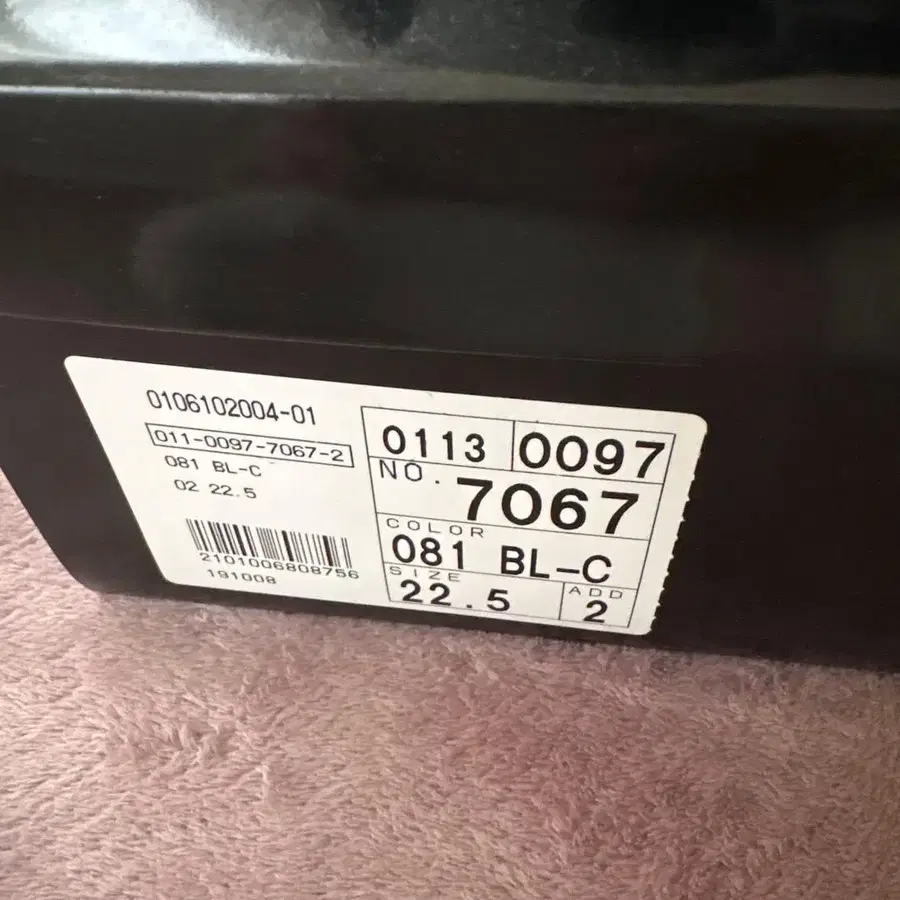 0106102004-01
011-0097-7067-2
081 BL-C
02 22.5
2101006808756
191008
0113 0097
NO. 7067
COLOR
081 BL-C
SIZE ADD
22.5 2